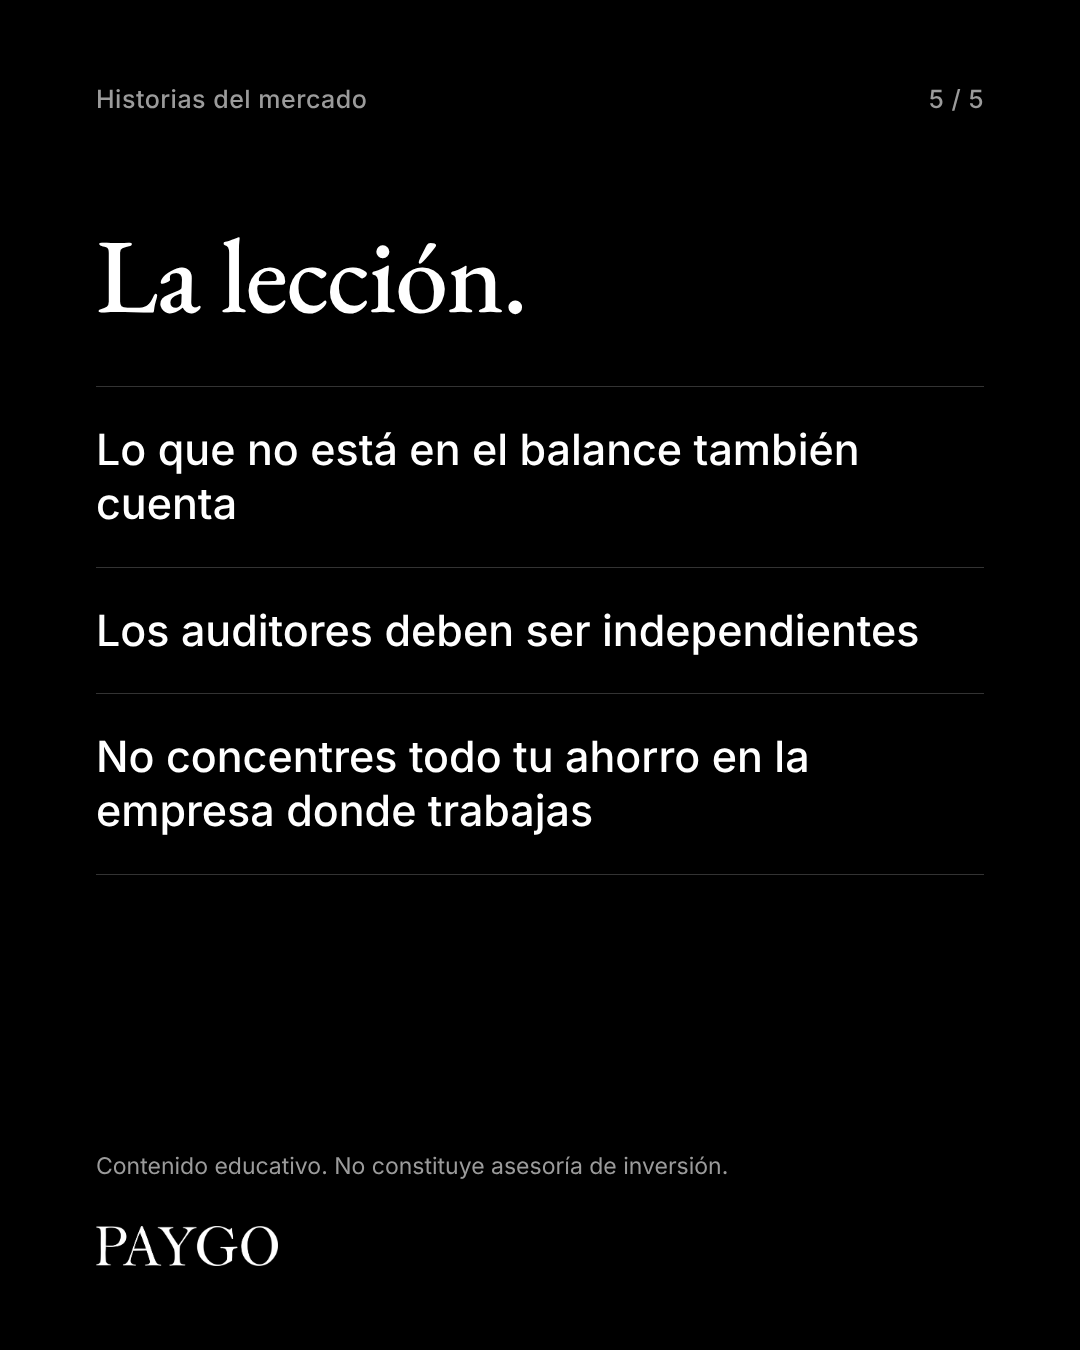 Historias del mercado
5 / 5
La lección.
Lo que no está en el balance también
cuenta
Los auditores deben ser independientes
No concentres todo tu ahorro en la
empresa donde trabajas
Contenido educativo. No constituye asesoría de inversión.
PAYGO